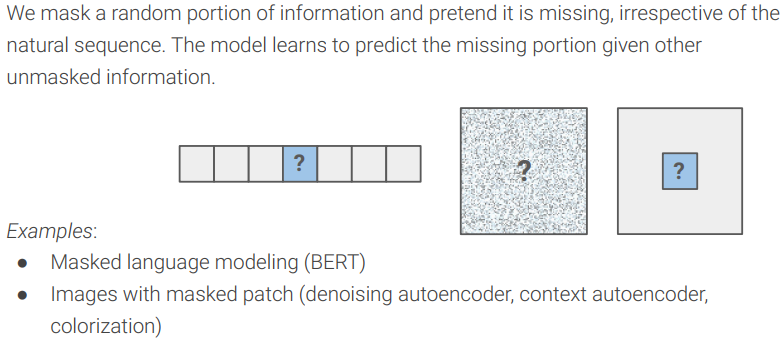 We mask a random portion of information and pretend it is missing, irrespective of the
natural sequence. The model learns to predict the missing portion given other
unmasked information.
?
?
?
Examples:
● Masked language modeling (BERT)
● Images with masked patch (denoising autoencoder, context autoencoder,
colorization)